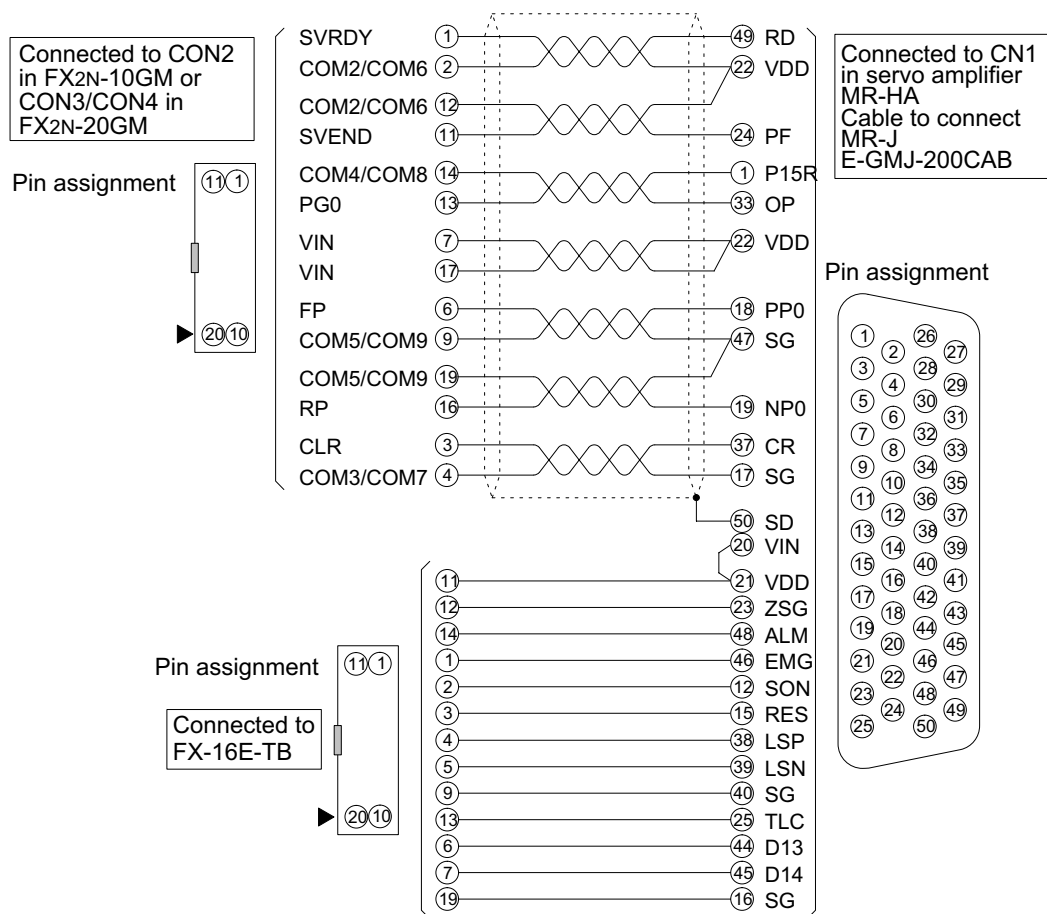 Connected to CON2
in FX2N-10GM or
CON3/CON4 in
FX2N-20GM
Pin assignment
11 1
20 10
SVRDY 1 49 RD
COM2/COM6 2 22 VDD
COM2/COM6 12
SVEND 11 24 PF
COM4/COM8 14 1 P15R
PG0 13 33 OP
VIN 7 22 VDD
VIN 17
FP 6 18 PP0
COM5/COM9 9 47 SG
COM5/COM9 19
RP 16 19 NP0
CLR 3 37 CR
COM3/COM7 4 17 SG
50 SD
20 VIN
11 21 VDD
12 23 ZSG
14 48 ALM
1 46 EMG
2 12 SON
3 15 RES
4 38 LSP
5 39 LSN
9 40 SG
13 25 TLC
6 44 D13
7 45 D14
19 16 SG
Pin assignment
11 1
Connected to
FX-16E-TB
20 10
Connected to CN1
in servo amplifier
MR-HA
Cable to connect
MR-J
E-GMJ-200CAB
Pin assignment
1 26
2 27
3 28
4 29
5 30
6 31
7 32
8 33
9 34
10 35
11 36
12 37
13 38
14 39
15 40
16 41
17 42
18 43
19 44
20 45
21 46
22 47
23 48
24 49
25 50